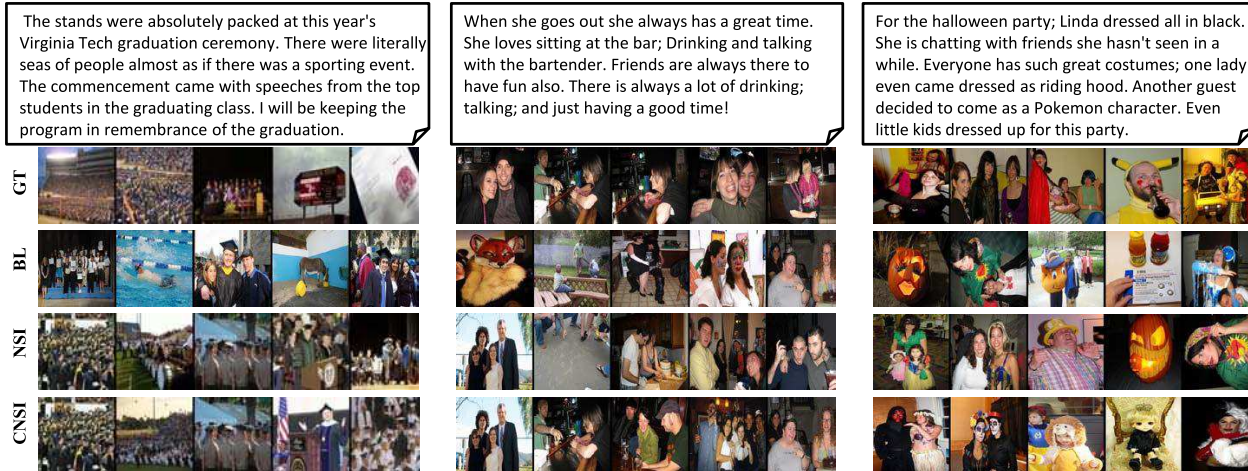 The stands were absolutely packed at this year's
Virginia Tech graduation ceremony. There were literally
seas of people almost as if there was a sporting event.
The commencement came with speeches from the top
students in the graduating class. I will be keeping the
program in remembrance of the graduation.
When she goes out she always has a great time.
She loves sitting at the bar; Drinking and talking
with the bartender. Friends are always there to
have fun also. There is always a lot of drinking;
talking; and just having a good time!
For the halloween party; Linda dressed all in black.
She is chatting with friends she hasn't seen in a
while. Everyone has such great costumes; one lady
even came dressed as riding hood. Another guest
decided to come as a Pokemon character. Even
little kids dressed up for this party.
GT
BL
NSI
CNSI